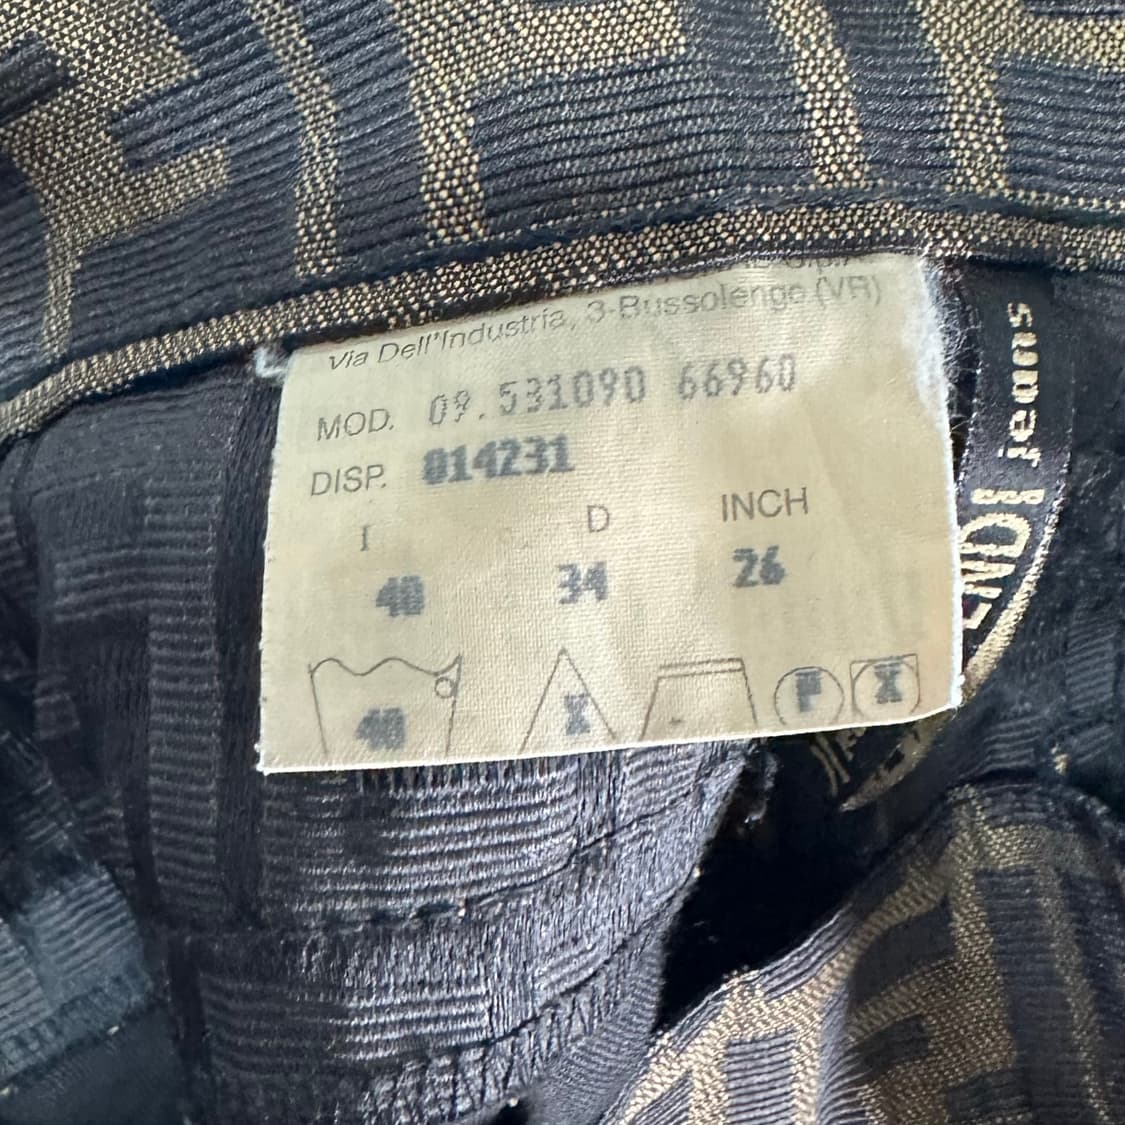 Via Dell'Industria, 3-Bussolengo (VR)
MOD. 09.531090 66960
DISP. 014231
I D INCH
40 34 26
40 X F X
jeans